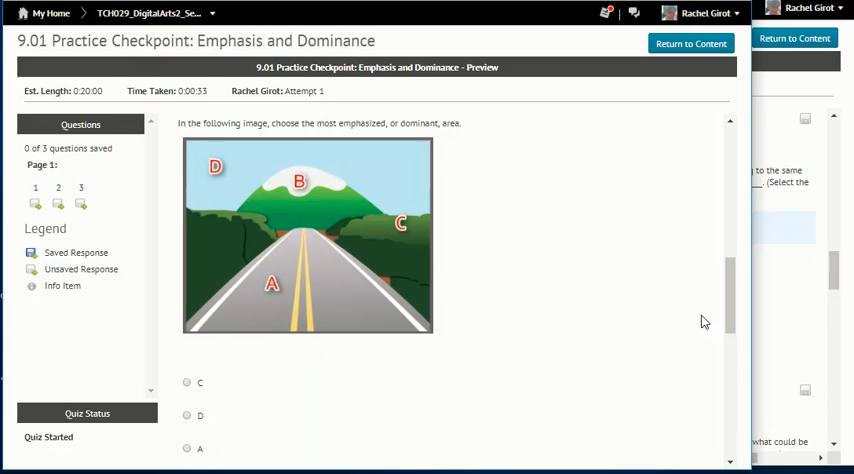 My Home
TCH029_DigitalArts2_Se...
Rachel Girot
Rachel Girot
9.01 Practice Checkpoint: Emphasis and Dominance
Return to Content
Return to Content
9.01 Practice Checkpoint: Emphasis and Dominance - Preview
Est. Length: 0:20:00 Time Taken: 0:00:33 Rachel Girot: Attempt 1
Questions
0 of 3 questions saved
Page 1:
1 2 3
Legend
Saved Response
Unsaved Response
Info Item
Quiz Status
Quiz Started
In the following image, choose the most emphasized, or dominant, area.
D
B
C
A
C
D
A
g to the same
__. (Select the
what could be